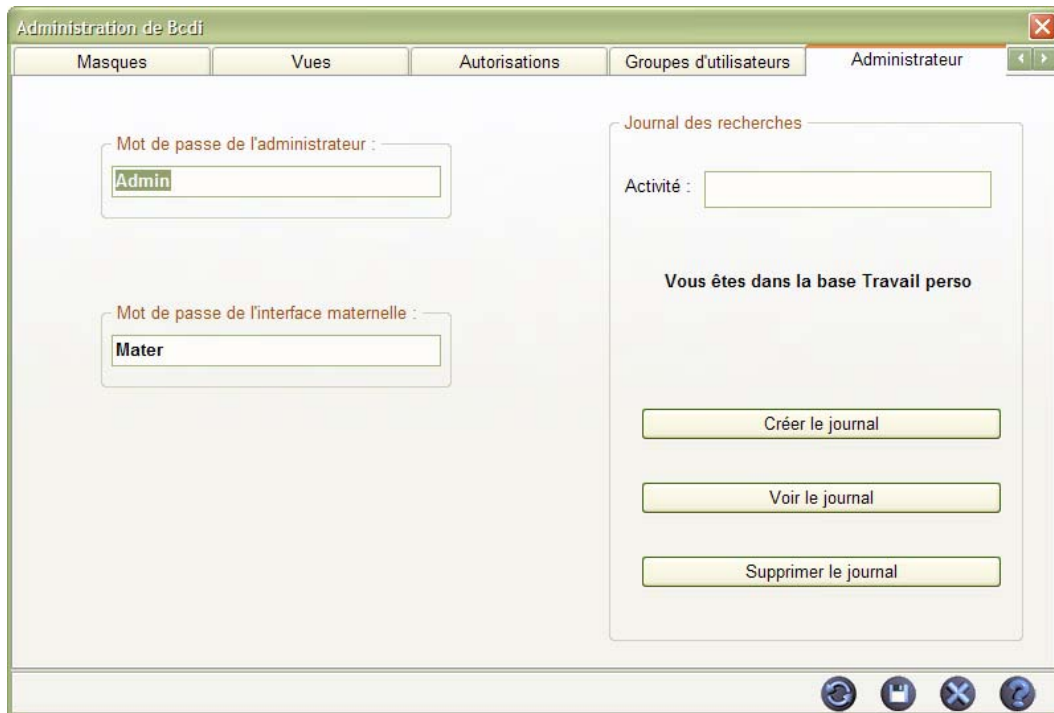 Administration de Bcdi
Masques
Vues
Autorisations
Groupes d'utilisateurs
Administrateur
Mot de passe de l'administrateur :
Admin
Mot de passe de l'interface maternelle :
Mater
Journal des recherches
Activité :
Vous êtes dans la base Travail perso
Créer le journal
Voir le journal
Supprimer le journal
?